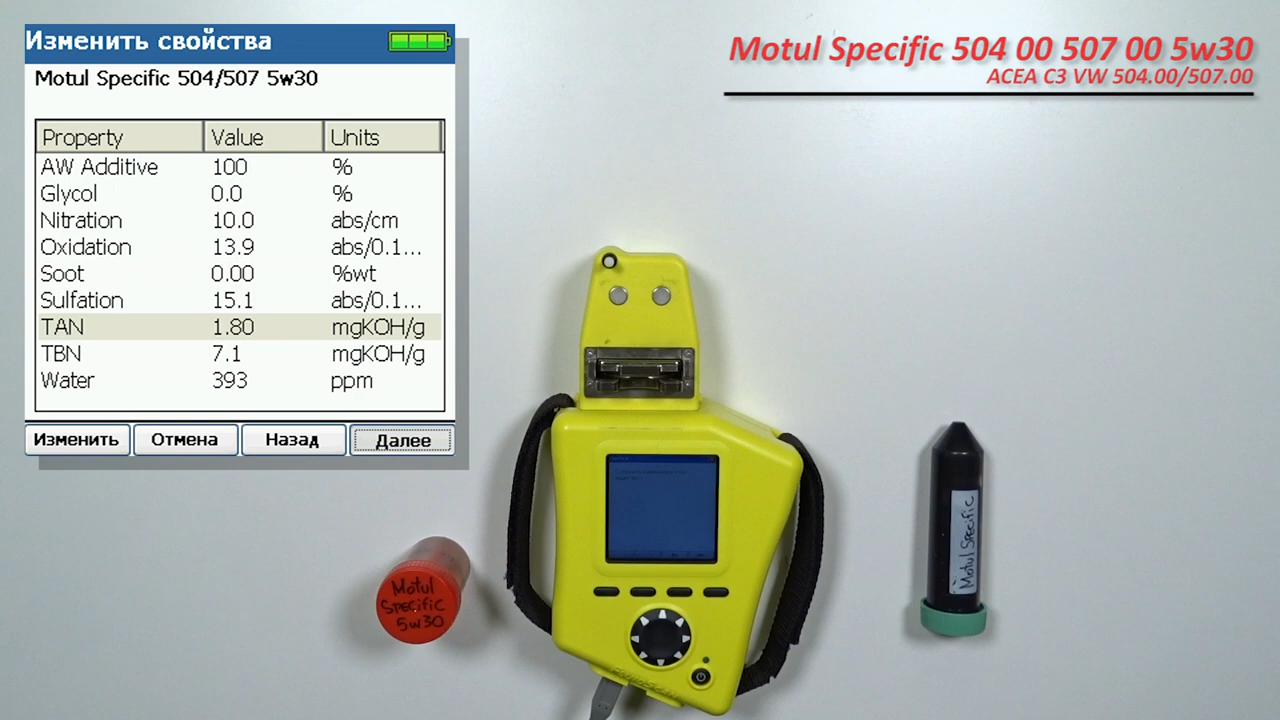 Изменить свойства
Motul Specific 504/507 5w30
Property Value Units
AW Additive 100 %
Glycol 0.0 %
Nitration 10.0 abs/cm
Oxidation 13.9 abs/0.1...
Soot 0.00 %wt
Sulfation 15.1 abs/0.1...
TAN 1.80 mgKOH/g
TBN 7.1 mgKOH/g
Water 393 ppm
Изменить Отмена Назад Далее
Motul Specific 504 00 507 00 5w30
ACEA C3 VW 504.00/507.00
Motul
Specific
5w30
Motul Specific